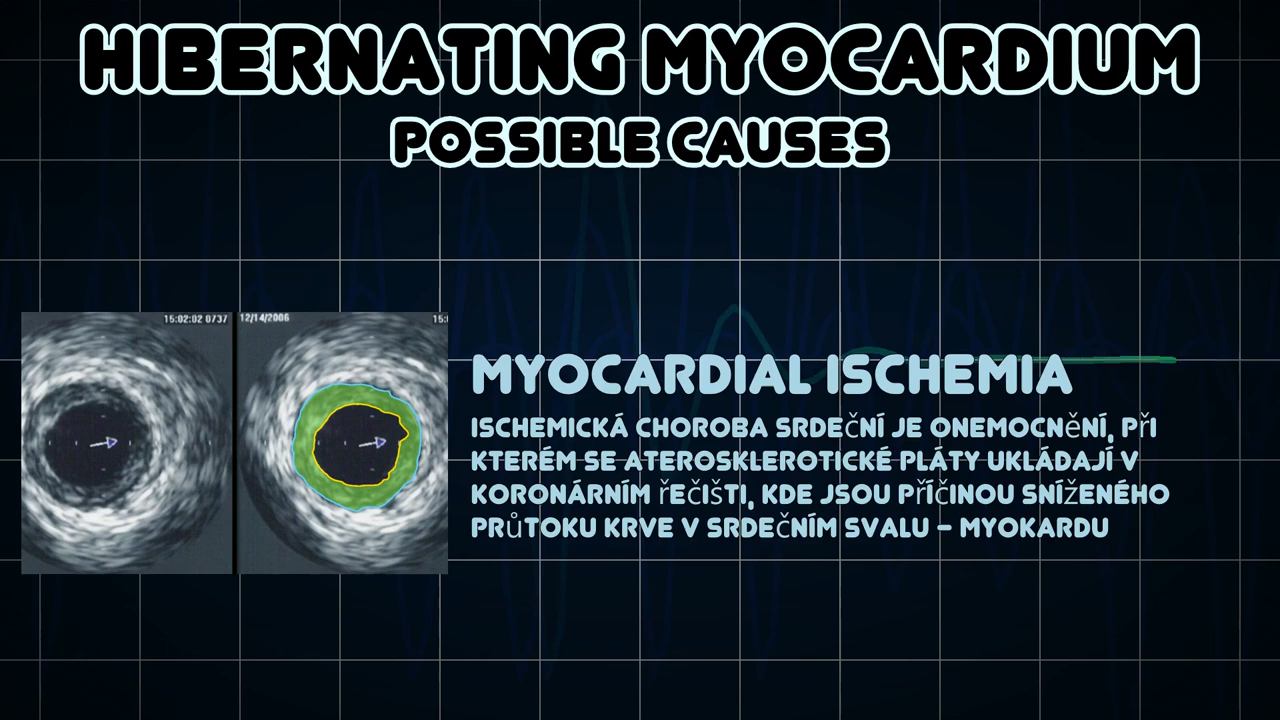 HIBERNATING MYOCARDIUM
POSSIBLE CAUSES
15:02:02 0737
12/14/2006
15:
MYOCARDIAL ISCHEMIA
ISCHEMICKÁ CHOROBA SRDEčNÍ JE ONEMOCNěNÍ, PřI
KTERÉM SE ATEROSKLEROTICKÉ PLÁTY UKLÁDAJÍ V
KORONÁRNÍM řEčIšTI, KDE JSOU PříčINOU SNížENÉHO
PRůTOKU KRVE V SRDEčNÍM SVALU – MYOKARDU